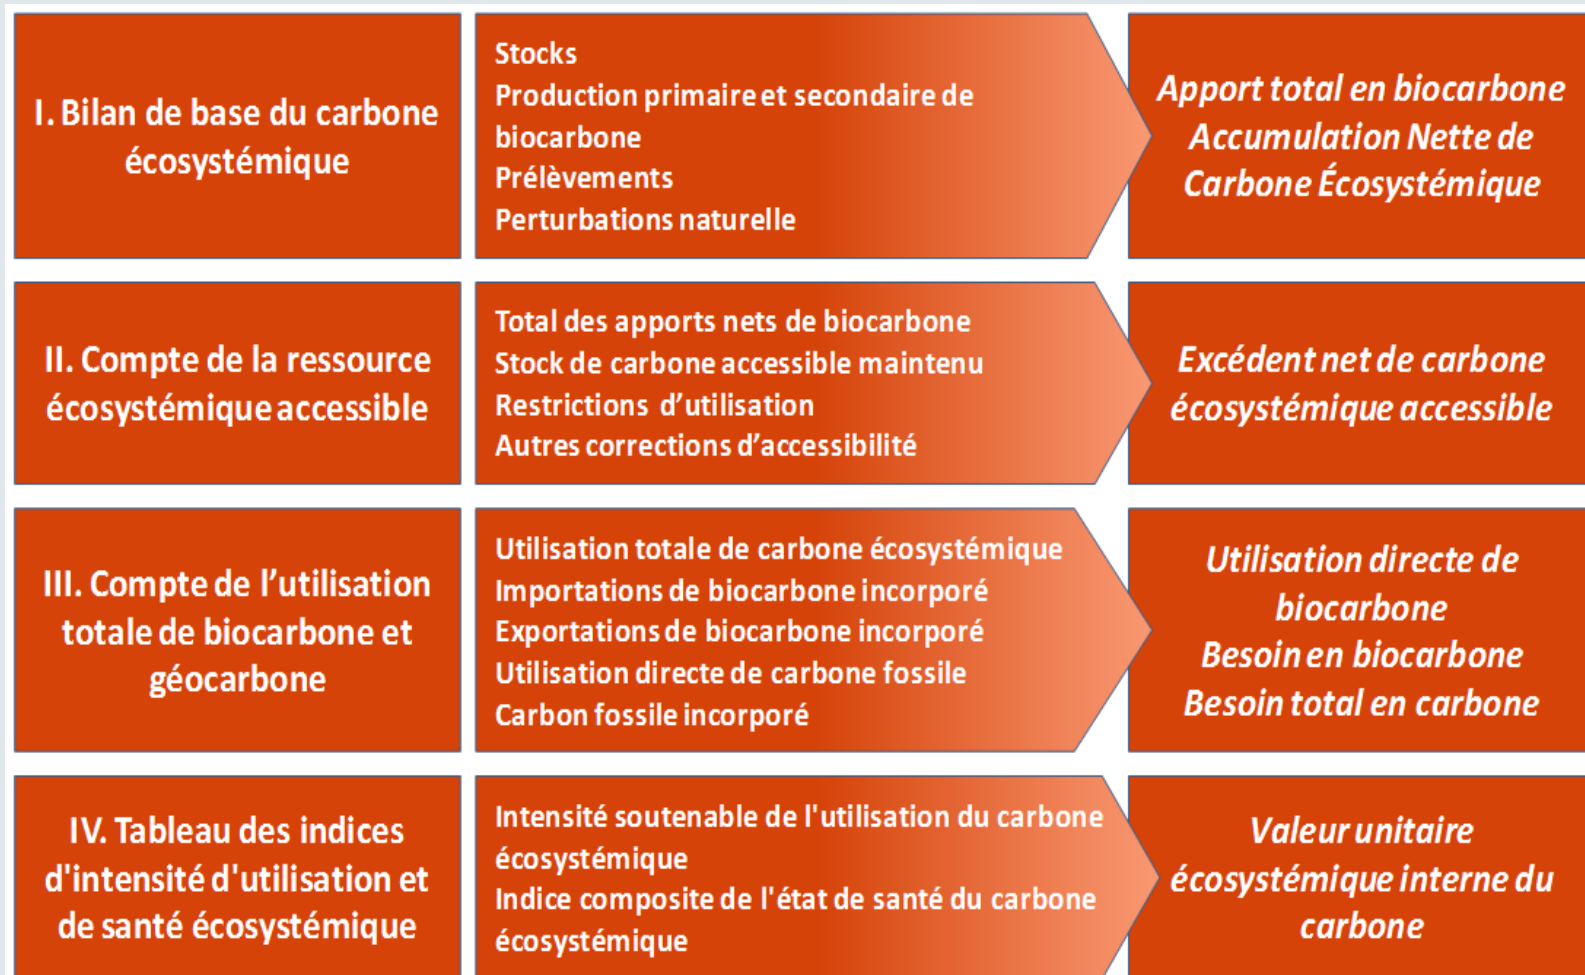 I. Bilan de base du carbone
écosystémique
Stocks
Production primaire et secondaire de
biocarbone
Prélèvements
Perturbations naturelle
Apport total en biocarbone
Accumulation Nette de
Carbone Écosystémique
II. Compte de la ressource
écosystémique accessible
Total des apports nets de biocarbone
Stock de carbone accessible maintenu
Restrictions d’utilisation
Autres corrections d’accessibilité
Excédent net de carbone
écosystémique accessible
III. Compte de l’utilisation
totale de biocarbone et
géocarbone
Utilisation totale de carbone écosystémique
Importations de biocarbone incorporé
Exportations de biocarbone incorporé
Utilisation directe de carbone fossile
Carbon fossile incorporé
Utilisation directe de
biocarbone
Besoin en biocarbone
Besoin total en carbone
IV. Tableau des indices
d'intensité d'utilisation et
de santé écosystémique
Intensité soutenable de l'utilisation du carbone
écosystémique
Indice composite de l'état de santé du carbone
écosystémique
Valeur unitaire
écosystémique interne du
carbone